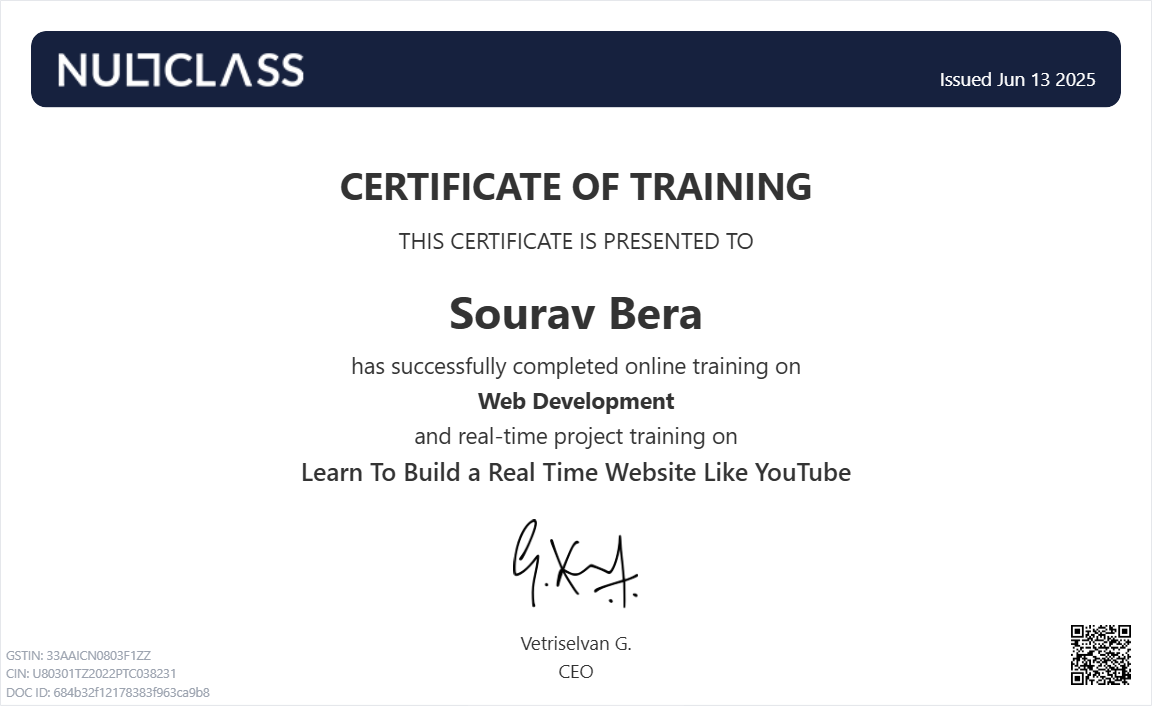 NULLCLASS
Issued Jun 13 2025
CERTIFICATE OF TRAINING
THIS CERTIFICATE IS PRESENTED TO
Sourav Bera
has successfully completed online training on
Web Development
and real-time project training on
Learn To Build a Real Time Website Like YouTube
Vetriselvan G.
CEO
GSTIN: 33AAICN0803F1ZZ
CIN: U80301TZ2022PTC038231
DOC ID: 684b32f12178383f963ca9b8